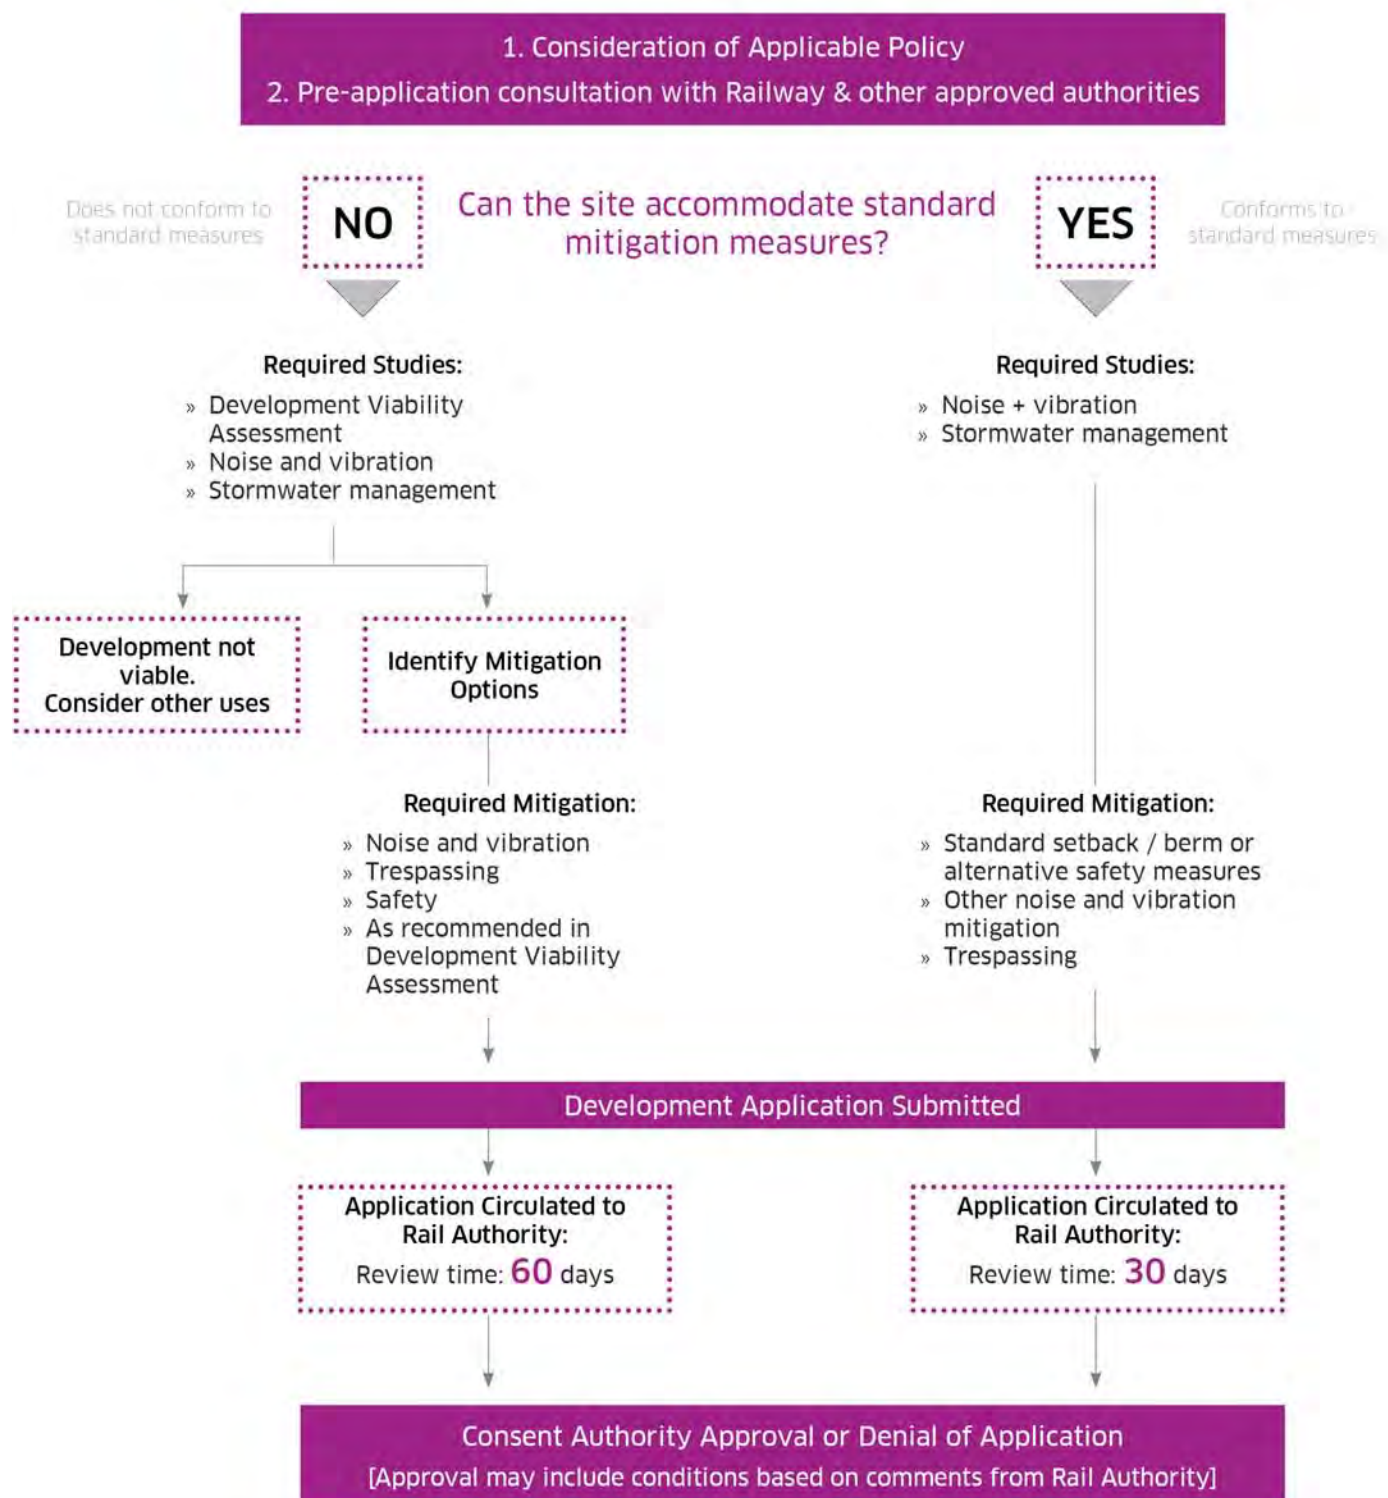 1. Consideration of Applicable Policy
2. Pre-application consultation with Railway & other approved authorities
Does not conform to
standard measures
NO
Can the site accommodate standard
mitigation measures?
YES
Conforms to
standard measures
Required Studies:
» Development Viability
Assessment
» Noise and vibration
» Stormwater management
Required Studies:
» Noise + vibration
» Stormwater management
Development not
viable.
Consider other uses
Identify Mitigation
Options
Required Mitigation:
» Noise and vibration
» Trespassing
» Safety
» As recommended in
Development Viability
Assessment
Required Mitigation:
» Standard setback / berm or
alternative safety measures
» Other noise and vibration
mitigation
» Trespassing
Development Application Submitted
Application Circulated to
Rail Authority:
Review time: 60 days
Application Circulated to
Rail Authority:
Review time: 30 days
Consent Authority Approval or Denial of Application
[Approval may include conditions based on comments from Rail Authority]